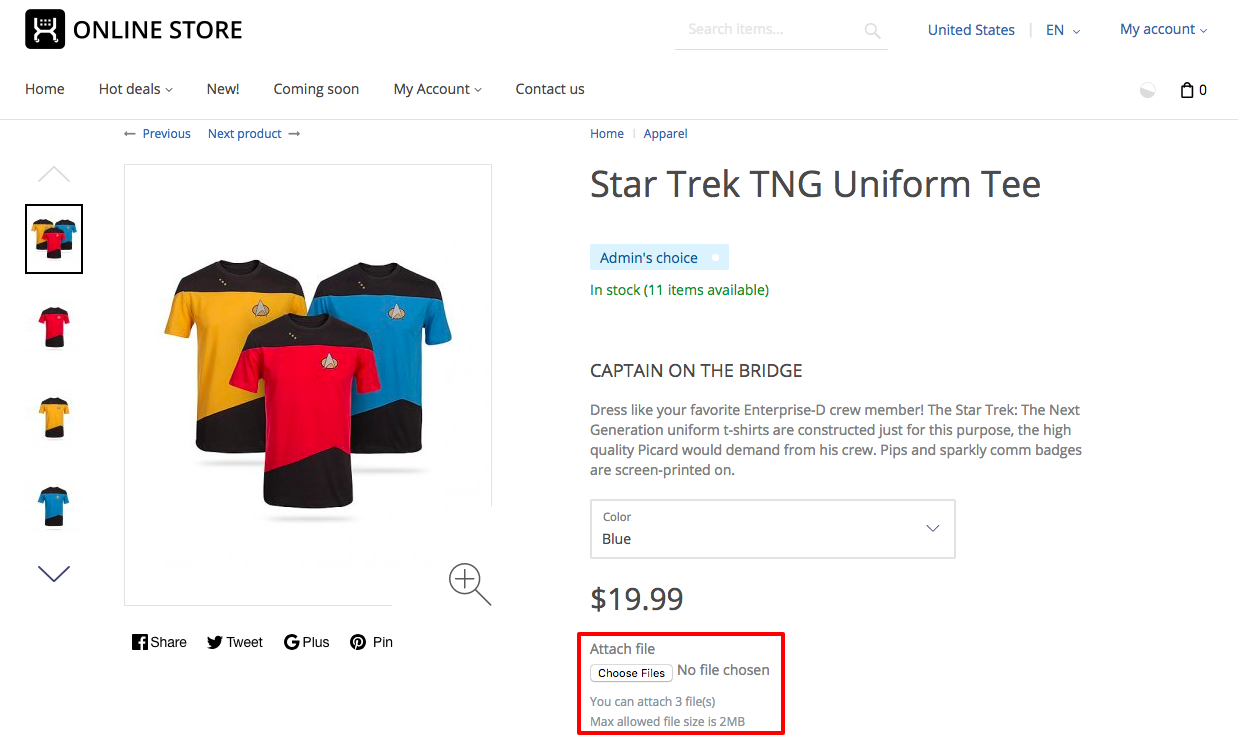 ONLINE STORE
Search items...
United States
EN
My account
Home
Hot deals
New!
Coming soon
My Account
Contact us
0
Previous
Next product
Home
Apparel
Star Trek TNG Uniform Tee
Admin's choice
In stock (11 items available)
CAPTAIN ON THE BRIDGE
Dress like your favorite Enterprise-D crew member! The Star Trek: The Next
Generation uniform t-shirts are constructed just for this purpose, the high
quality Picard would demand from his crew. Pips and sparkly comm badges
are screen-printed on.
Color
Blue
$19.99
Share
Tweet
Plus
Pin
Attach file
Choose Files No file chosen
You can attach 3 file(s)
Max allowed file size is 2MB